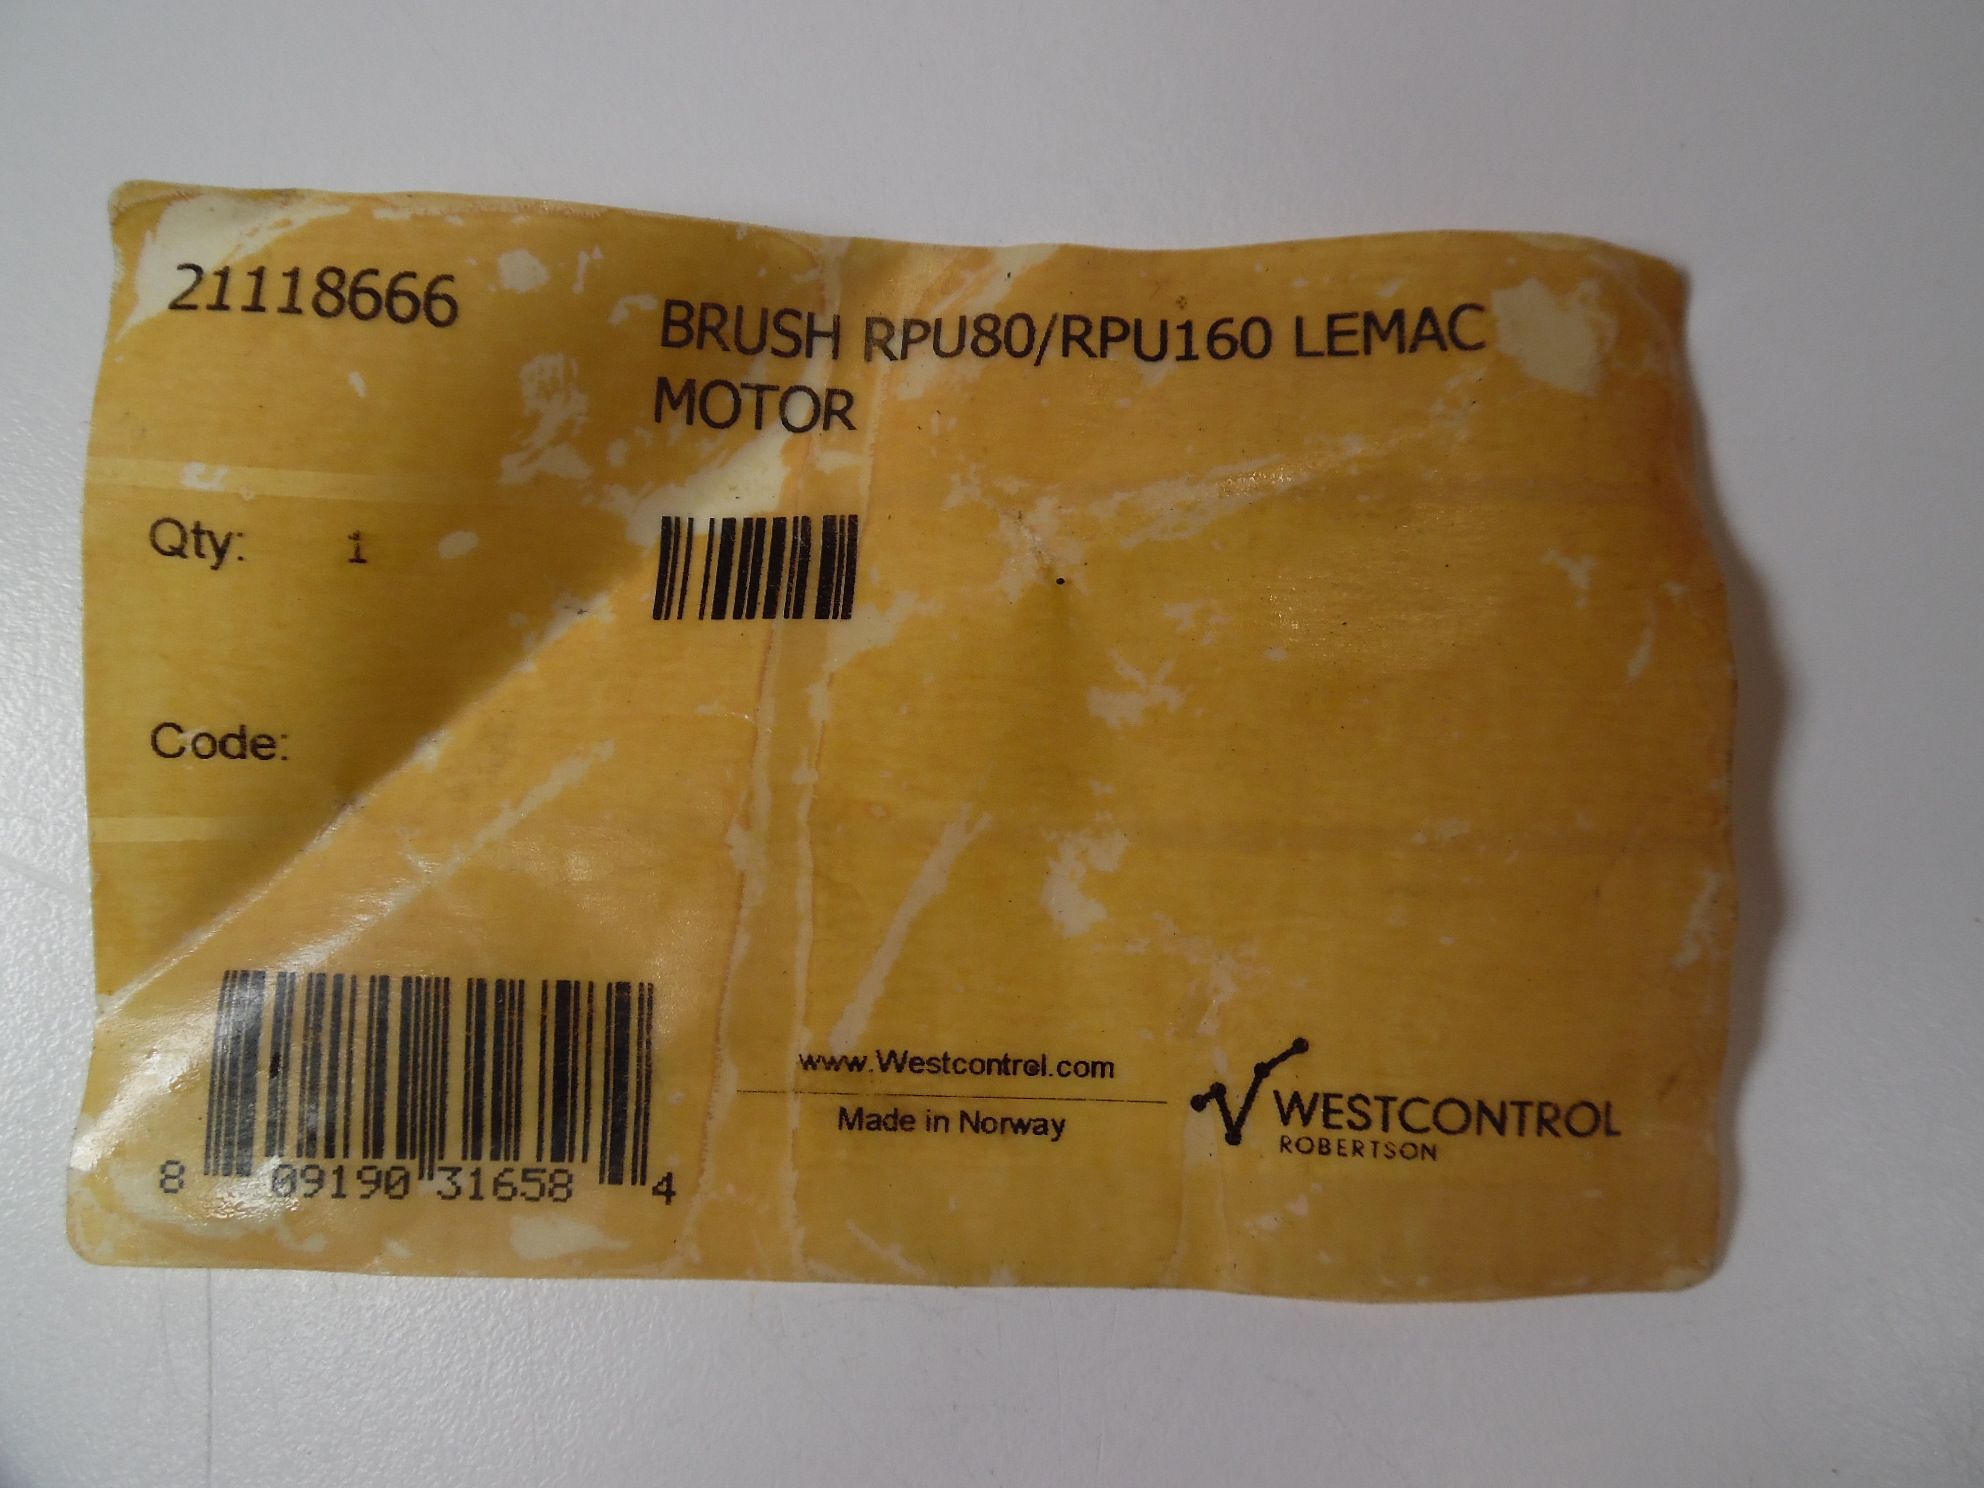 21118666
BRUSH RPU80/RPU160 LEMAC
MOTOR
Qty: 1
Code:
8 09190 31658 4
www.Westcontrol.com
Made in Norway
WESTCONTROL
ROBERTSON